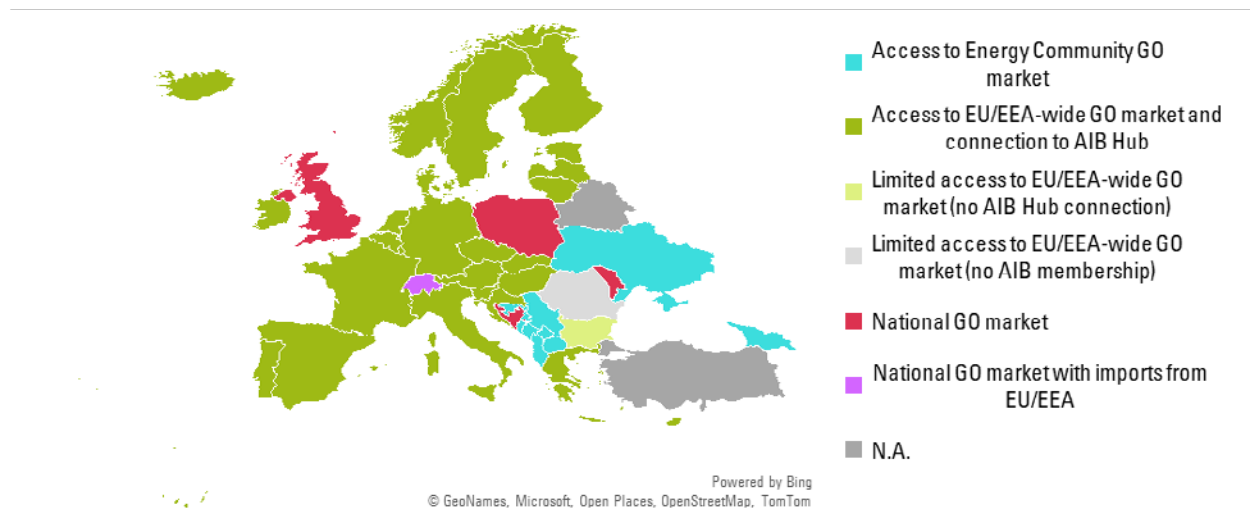 Access to Energy Community GO
market
Access to EU/EEA-wide GO market and
connection to AIB Hub
Limited access to EU/EEA-wide GO
market (no AIB Hub connection)
Limited access to EU/EEA-wide GO
market (no AIB membership)
National GO market
National GO market with imports from
EU/EEA
N.A.
Powered by Bing
© GeoNames, Microsoft, Open Places, OpenStreetMap, TomTom